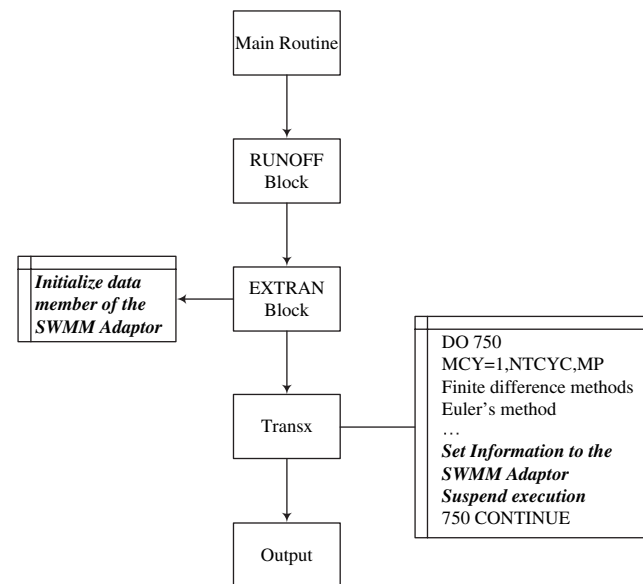 Main Routine
RUNOFF
Block
Initialize data
member of the
SWMM Adaptor
EXTRAN
Block
Transx
DO 750
MCY=1,NTCYC,MP
Finite difference methods
Euler’s method
…
Set Information to the
SWMM Adaptor
Suspend execution
750 CONTINUE
Output